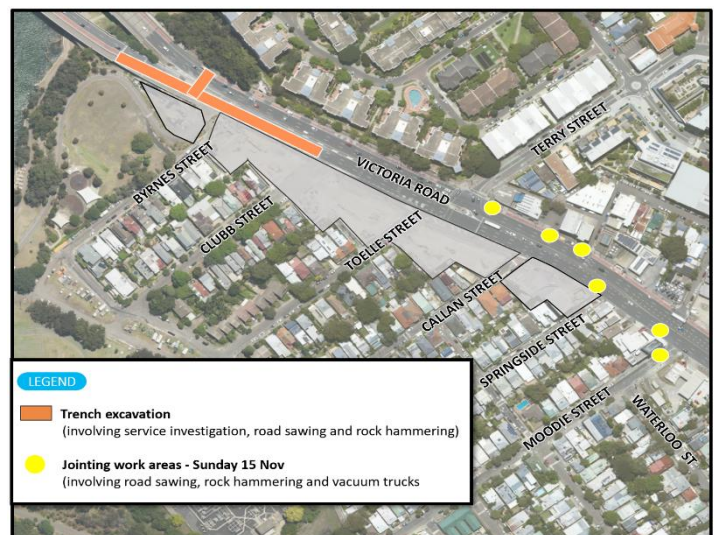 VICTORIA ROAD
TERRY STREET
BYRNES STREET
CLUBB STREET
TOELLE STREET
CALLAN STREET
SPRINGSIDE STREET
MOODIE STREET
WATERLOO ST
LEGEND
Trench excavation
(involving service investigation, road sawing and rock hammering)
Jointing work areas - Sunday 15 Nov
(involving road sawing, rock hammering and vacuum trucks